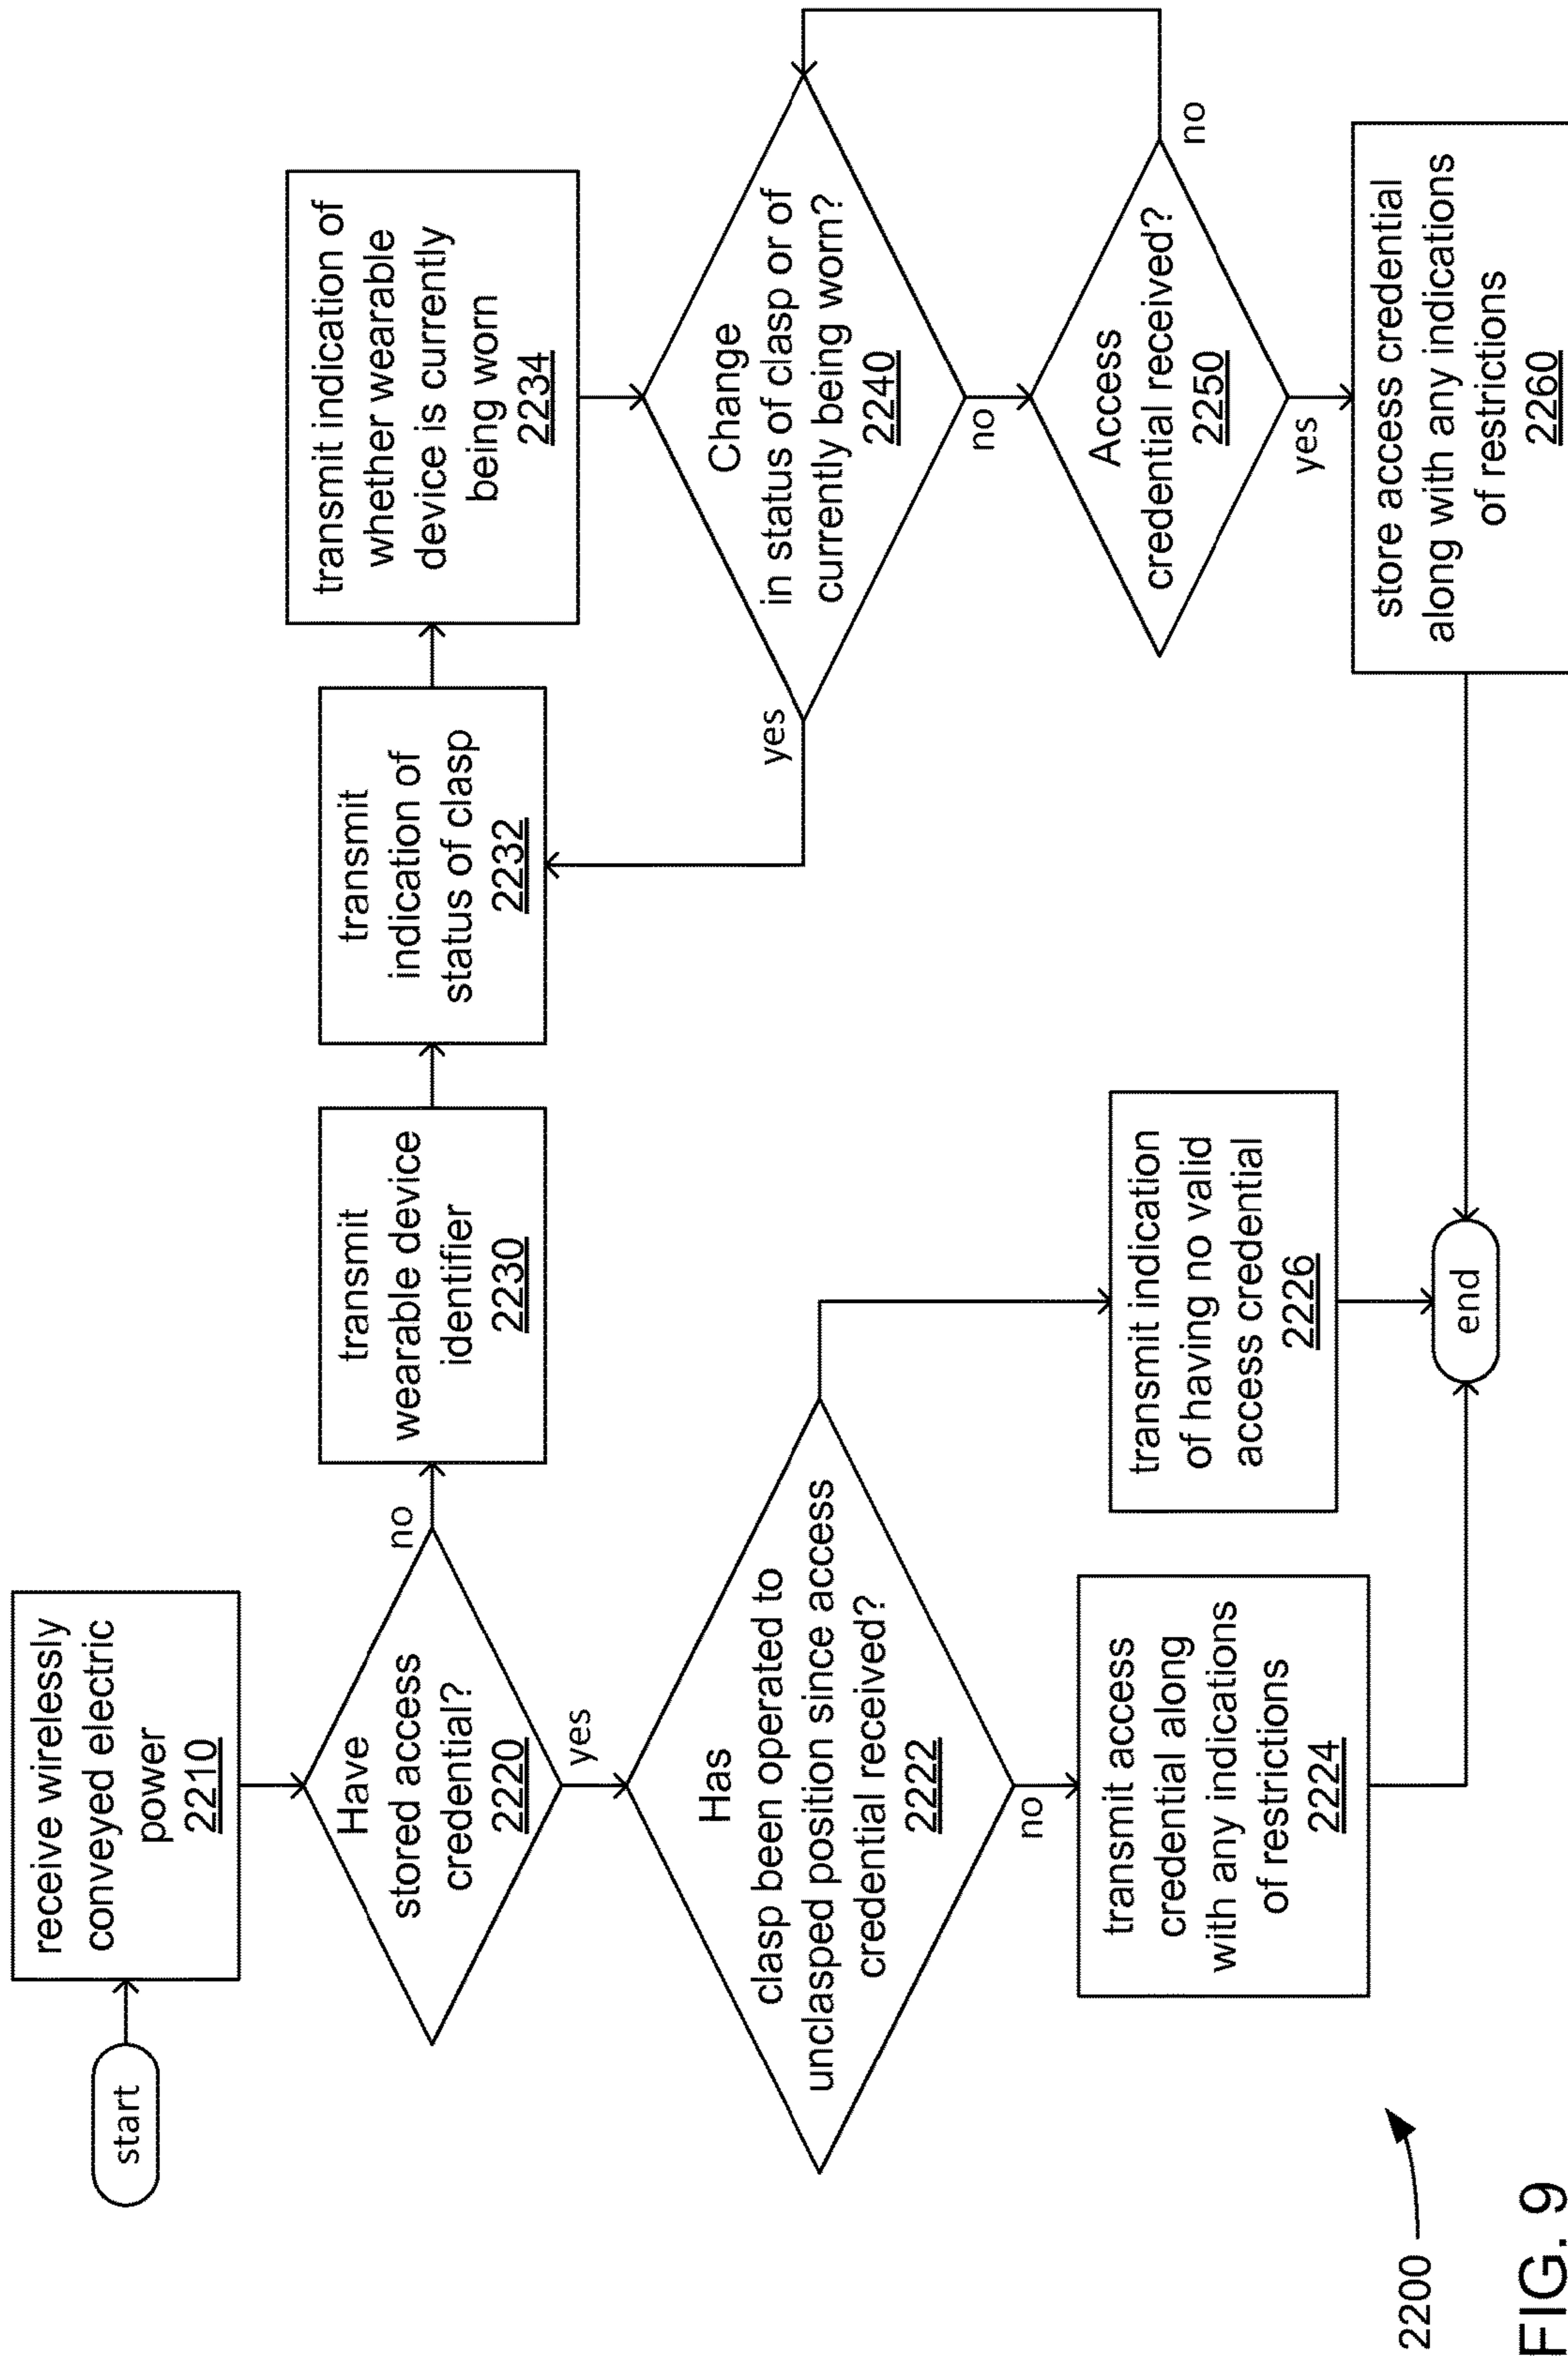 start
receive wirelessly
conveyed electric
power
2210
Have
stored access
credential?
2220
no
yes
transmit
wearable device
identifier
2230
transmit
indication of
status of clasp
2232
transmit indication of
whether wearable
device is currently
being worn
2234
Change
in status of clasp or of
currently being worn?
2240
yes
no
Access
credential received?
2250
no
yes
store access credential
along with any indications
of restrictions
2260
Has
clasp been operated to
unclasped position since access
credential received?
2222
no
transmit access
credential along
with any indications
of restrictions
2224
transmit indication
of having no valid
access credential
2226
end
2200
FIG. 9